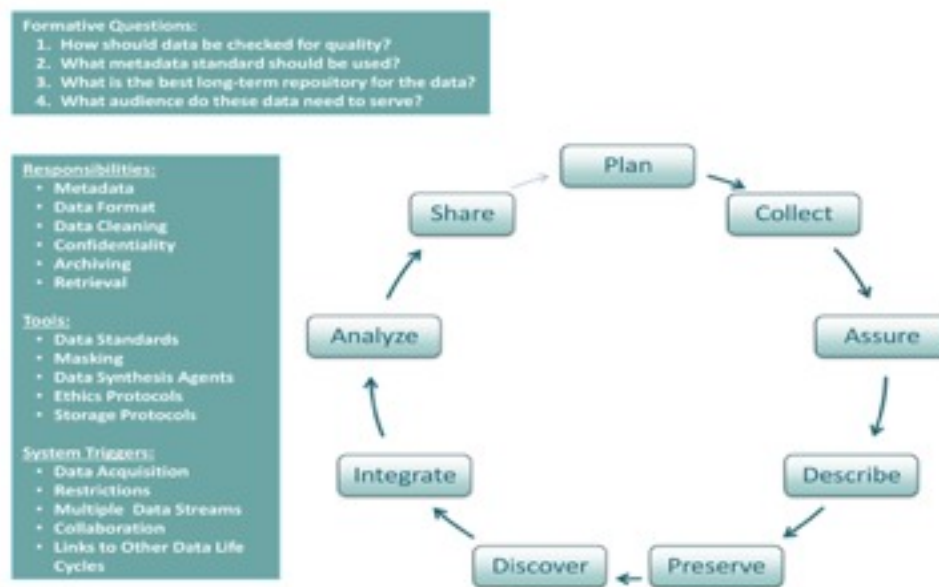 Formative Questions:
1. How should data be checked for quality?
2. What metadata standard should be used?
3. What is the best long-term repository for the data?
4. What audience do these data need to serve?
Responsibilities:
• Metadata
• Data Format
• Data Cleaning
• Confidentiality
• Archiving
• Retrieval
Tools:
• Data Standards
• Masking
• Data Synthesis Agents
• Ethics Protocols
• Storage Protocols
System Triggers:
• Data Acquisition
• Restrictions
• Multiple Data Streams
• Collaboration
• Links to Other Data Life
Cycles
Plan
Collect
Assure
Describe
Preserve
Discover
Integrate
Analyze
Share